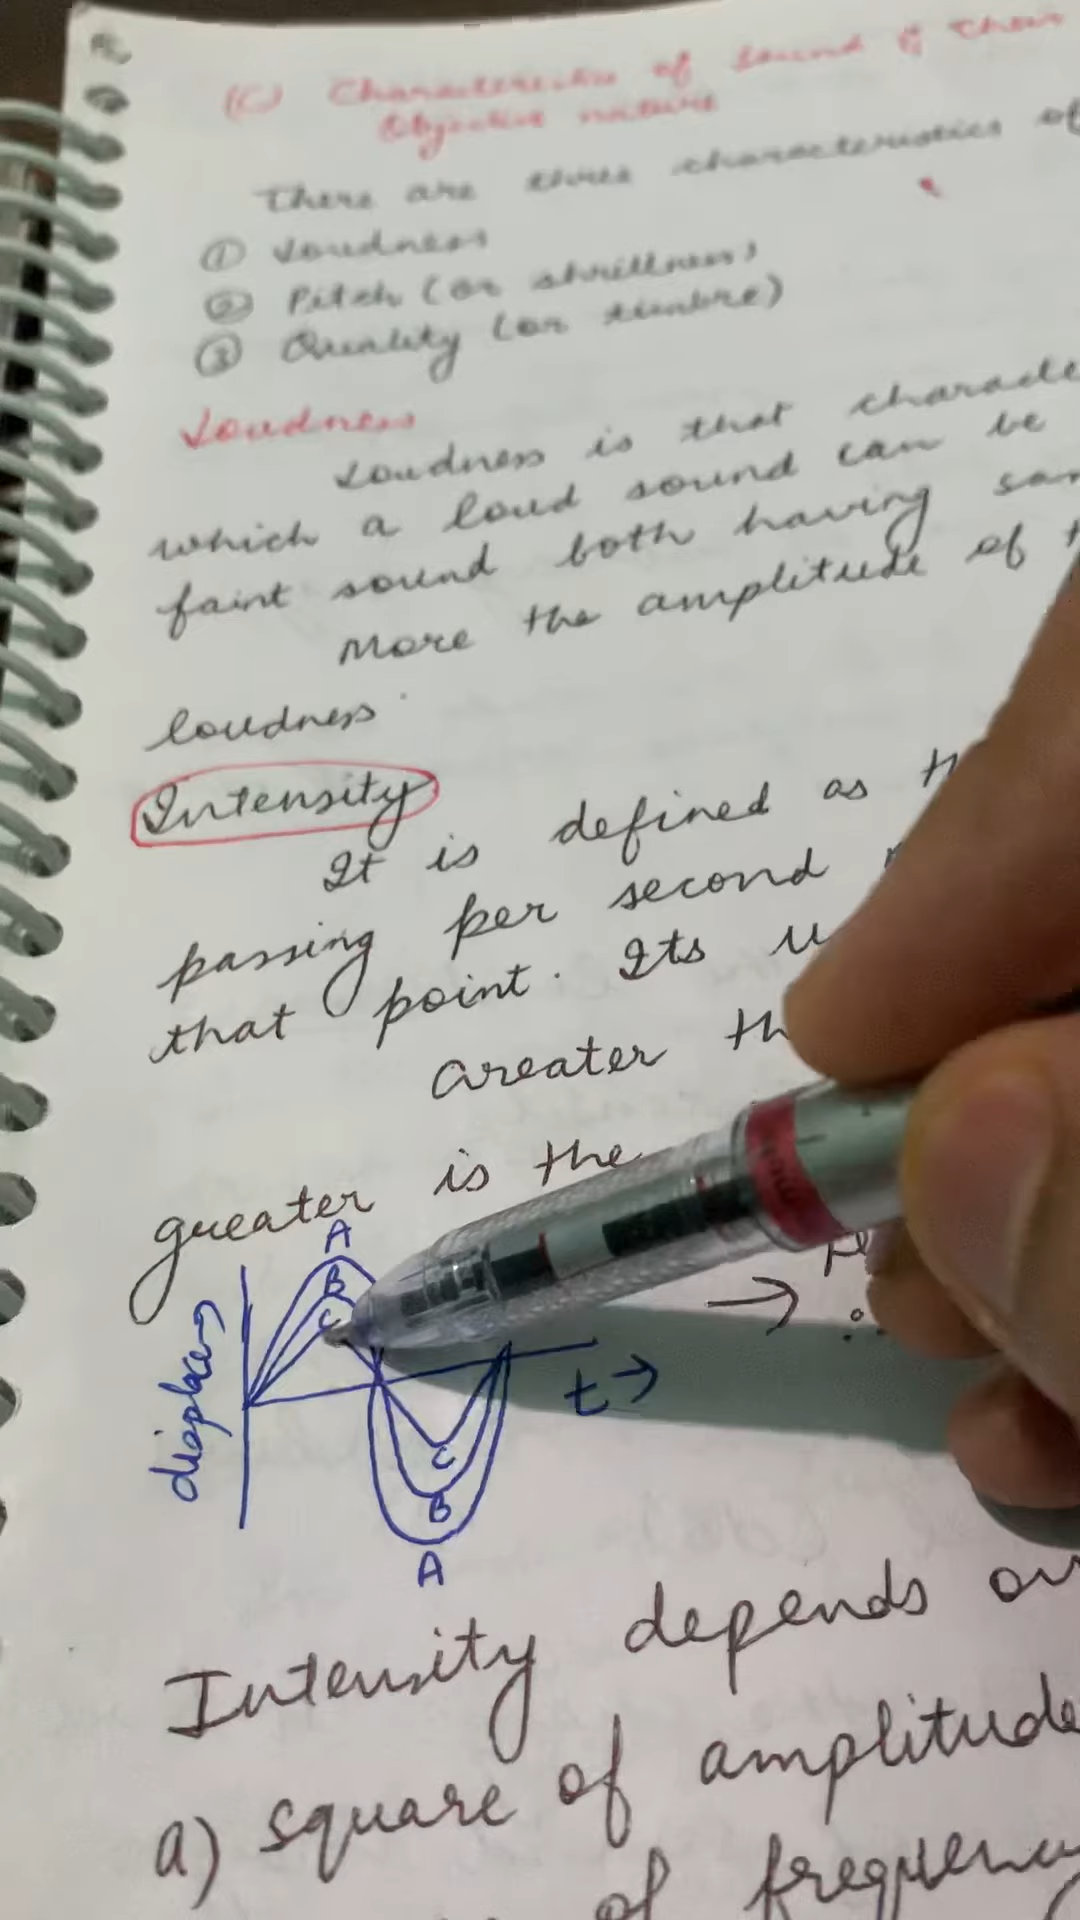 (C) Characteristics of sound & their
Objective nature
There are three characteristics of
① Loudness
② Pitch (or shrillness)
③ Quality (or timbre)
Loudness
Loudness is that characte
which a loud sound can be
faint sound both having sam
More the amplitude of t
loudness
Intensity
It is defined as th
passing per second
that point. Its u
Greater th
greater is the
A
B
C
displace
t→
C
B
A
→
Intensity depends on
a) square of amplitude
of frequency